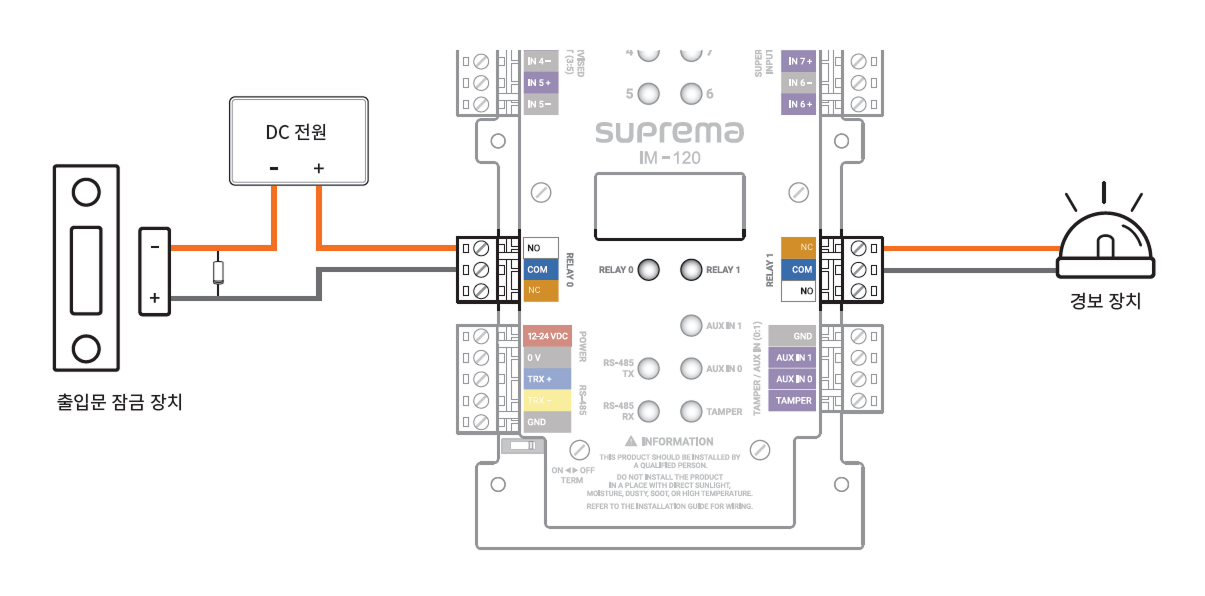 IN 4 -
IN 5 +
IN 5 -
5
6
7
IN 7 +
IN 6 -
IN 6 +
INPUT
suprema
IM - 120
DC 전원
- +
-
+
출입문 잠금 장치
NO
COM
NC
RELAY 0
RELAY 0
RELAY 1
RELAY 1
NC
COM
NO
경보 장치
12-24 VDC
0 V
TRX +
TRX -
GND
POWER
RS-485
AUX IN 1
RS-485
TX
AUX IN 0
RS-485
RX
TAMPER
TAMPER / AUX IN (0:1)
GND
AUX IN 1
AUX IN 0
TAMPER
ON ◀▶ OFF
TERM
INFORMATION
THIS PRODUCT SHOULD BE INSTALLED BY
A QUALIFIED PERSON.
DO NOT INSTALL THE PRODUCT
IN A PLACE WITH DIRECT SUNLIGHT,
MOISTURE, DUSTY, SOOT, OR HIGH TEMPERATURE.
REFER TO THE INSTALLATION GUIDE FOR WIRING.